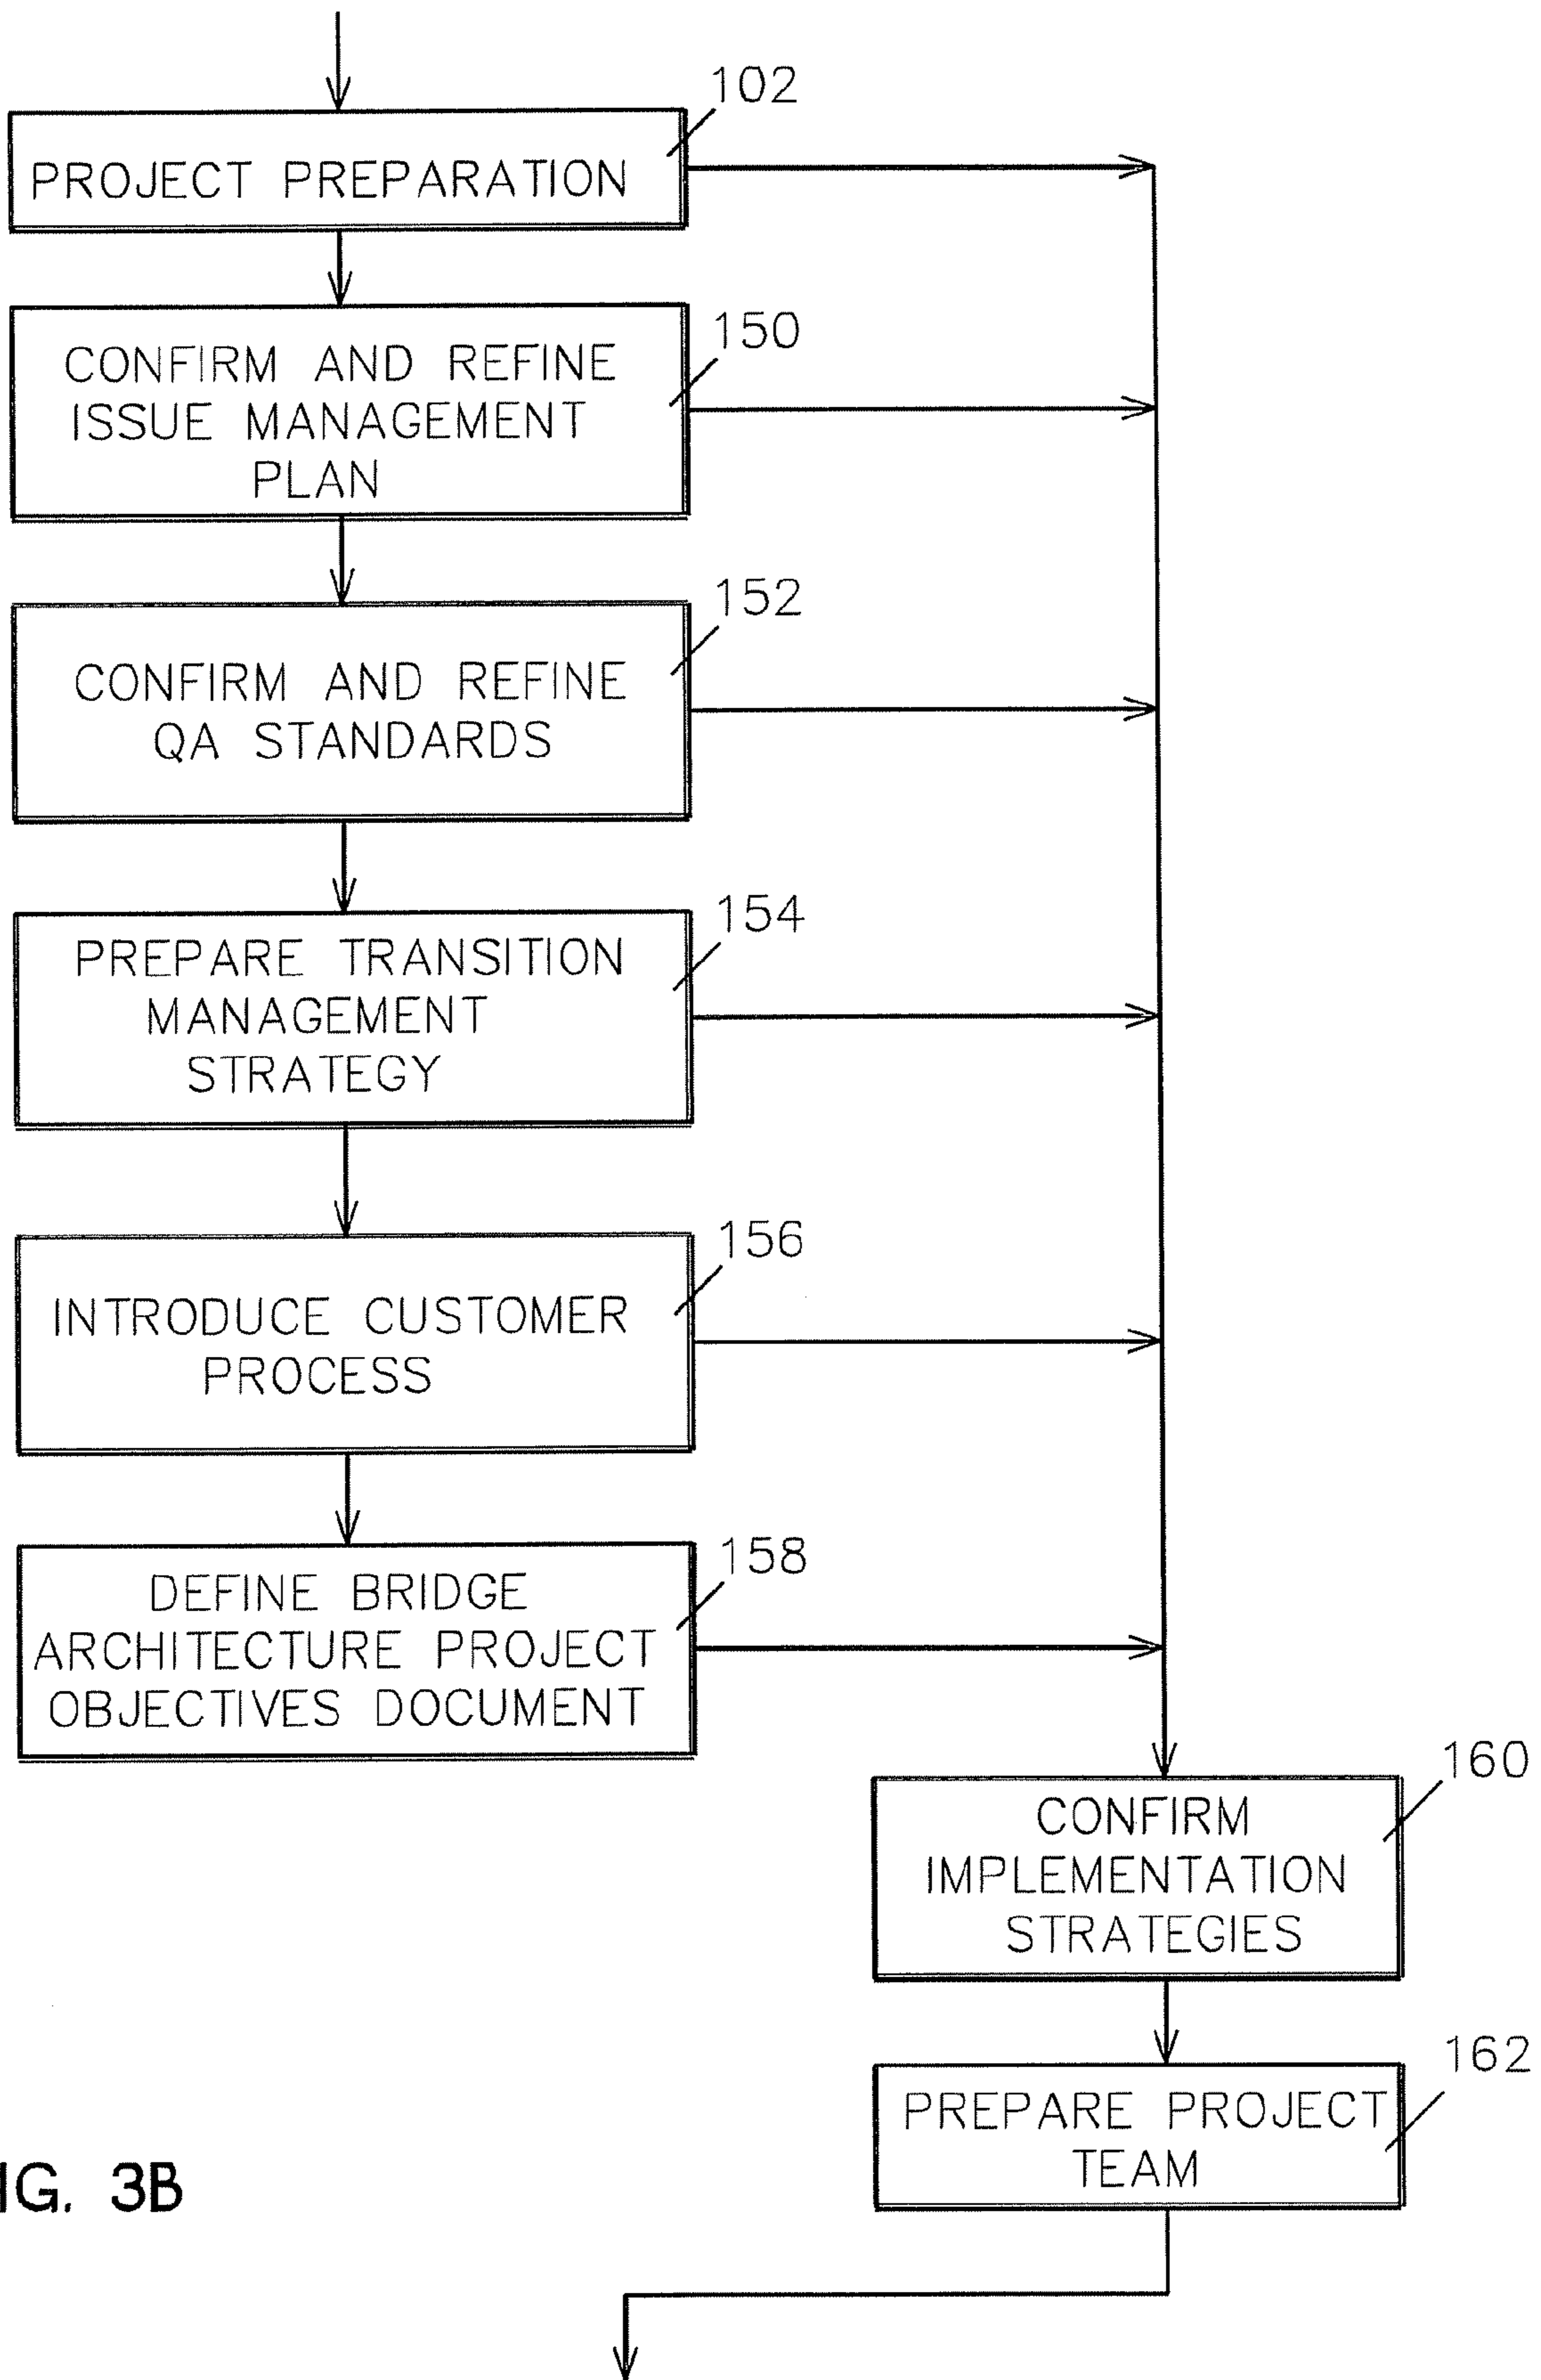 102
PROJECT PREPARATION
150
CONFIRM AND REFINE
ISSUE MANAGEMENT
PLAN
152
CONFIRM AND REFINE
QA STANDARDS
154
PREPARE TRANSITION
MANAGEMENT
STRATEGY
156
INTRODUCE CUSTOMER
PROCESS
158
DEFINE BRIDGE
ARCHITECTURE PROJECT
OBJECTIVES DOCUMENT
160
CONFIRM
IMPLEMENTATION
STRATEGIES
162
PREPARE PROJECT
TEAM
IG. 3B